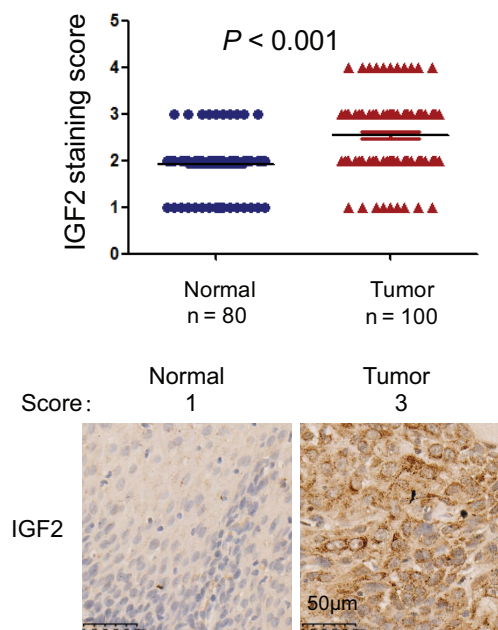 P < 0.001
IGF2 staining score
5
4
3
2
1
0
Normal Tumor
n = 80 n = 100
Normal Tumor
Score: 1 3
IGF2
50μm